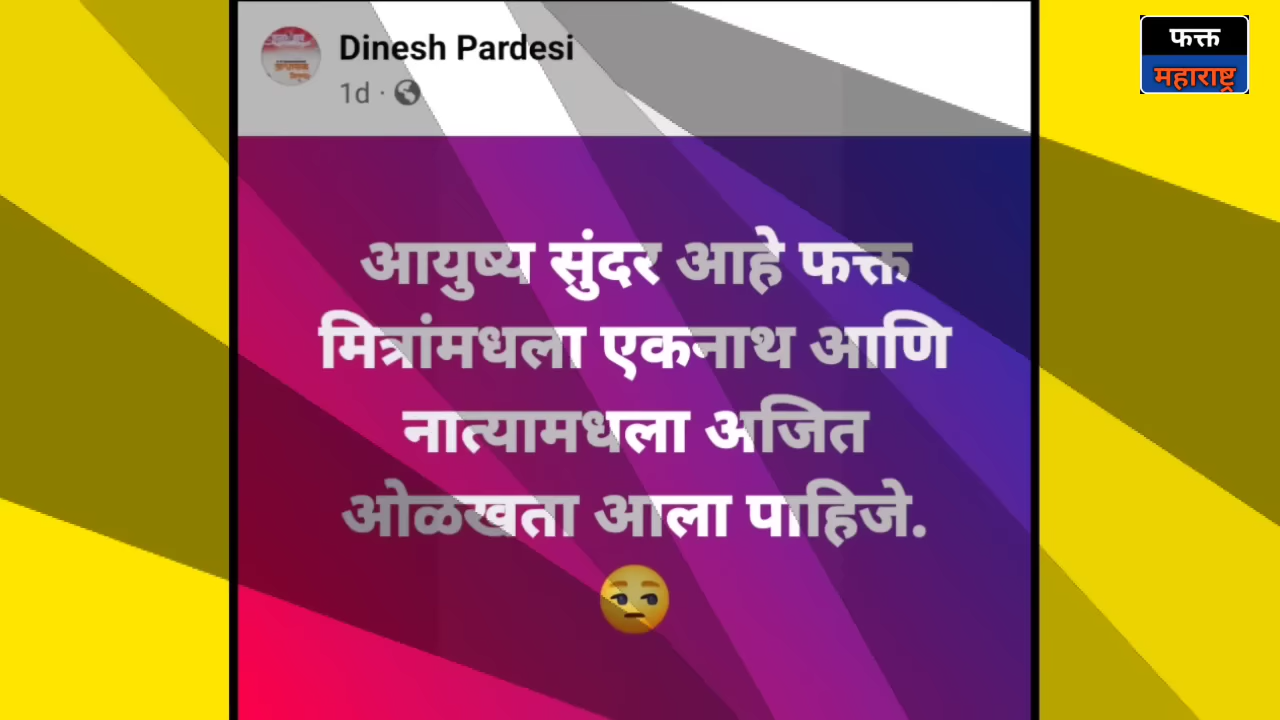 Dinesh Pardesi
1d ·
फक्त
महाराष्ट्र
आयुष्य सुंदर आहे फक्त
मित्रांमधला एकनाथ आणि
नात्यामधला अजित
ओळखता आला पाहिजे.
😒